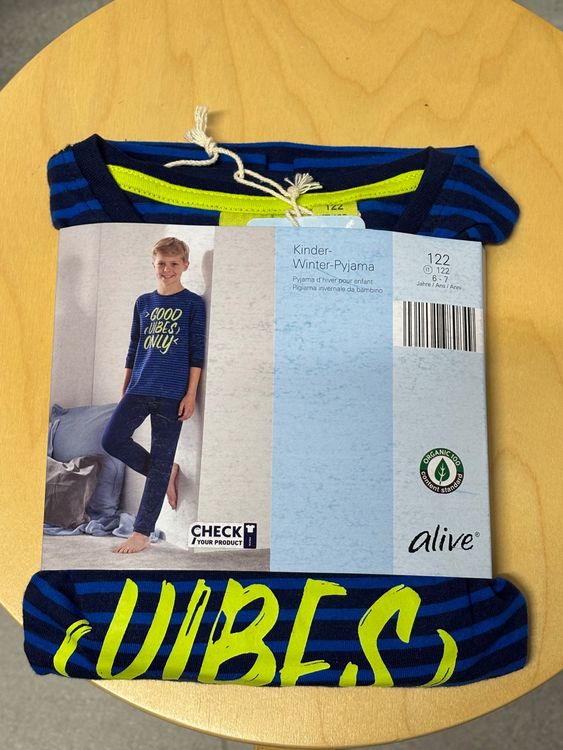 122
Kinder-
Winter-Pyjama
Pyjama d'hiver pour enfant
Pigiama invernale da bambino
122
IT 122
6 - 7
Jahre / Ans / Anni
>GOOD
VIBES
ONLY<
ORGANIC 100
content standard
CHECK
YOUR PRODUCT
alive®
VIBES